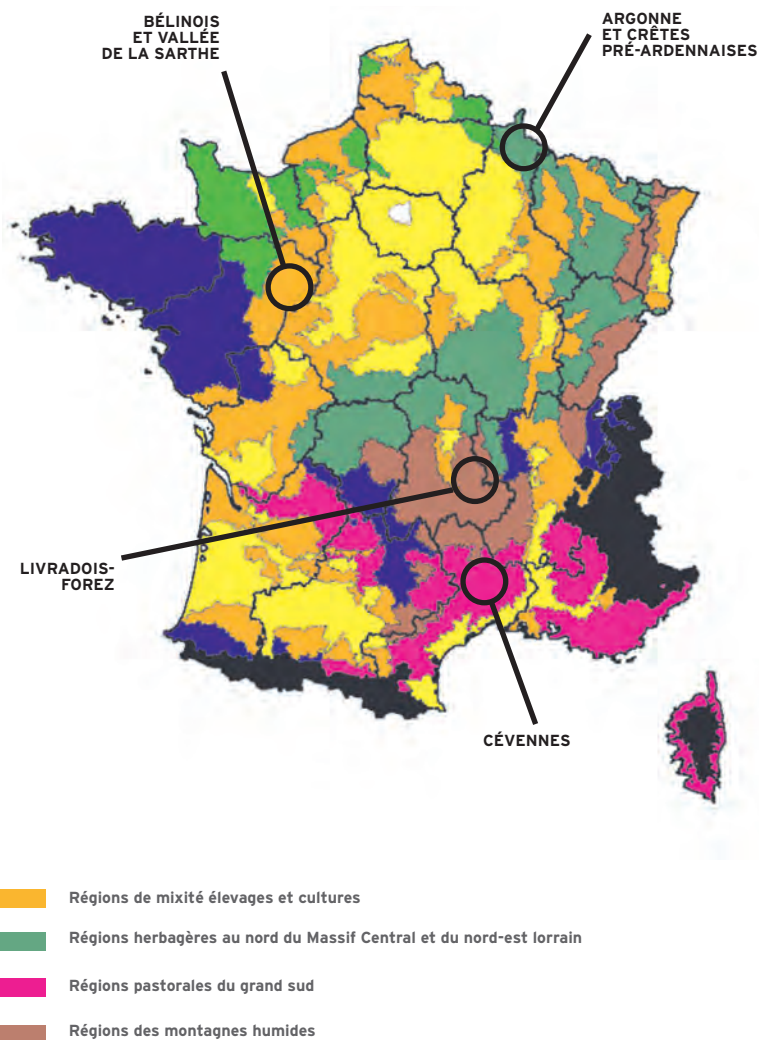 BÉLINOIS
ET VALLÉE
DE LA SARTHE
ARGONNE
ET CRÊTES
PRÉ-ARDENNAISES
LIVRADOIS-
FOREZ
CÉVENNES
Régions de mixité élevages et cultures
Régions herbagères au nord du Massif Central et du nord-est lorrain
Régions pastorales du grand sud
Régions des montagnes humides